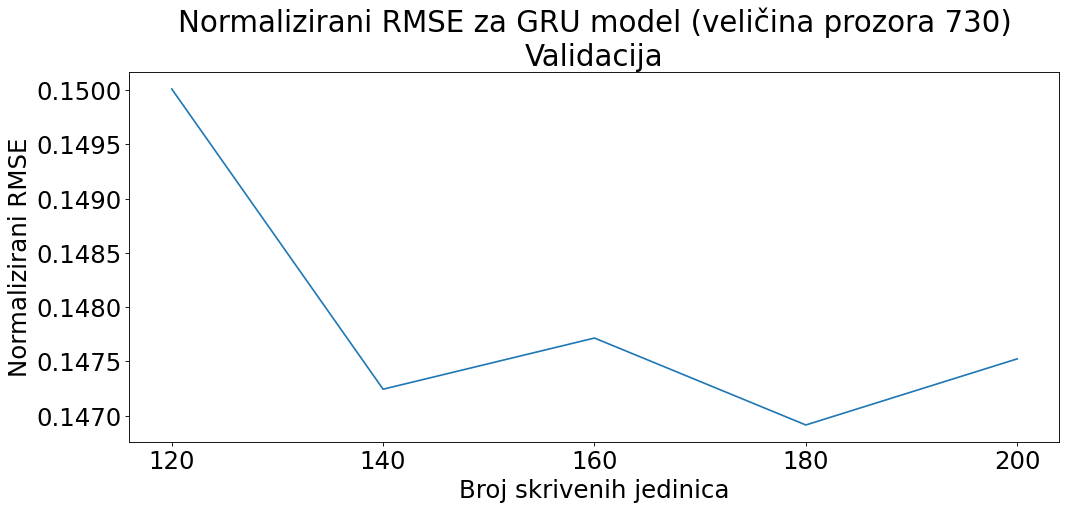 Normalizirani RMSE za GRU model (veličina prozora 730)
Validacija
Normalizirani RMSE
0.1500
0.1495
0.1490
0.1485
0.1480
0.1475
0.1470
120 140 160 180 200
Broj skrivenih jedinica